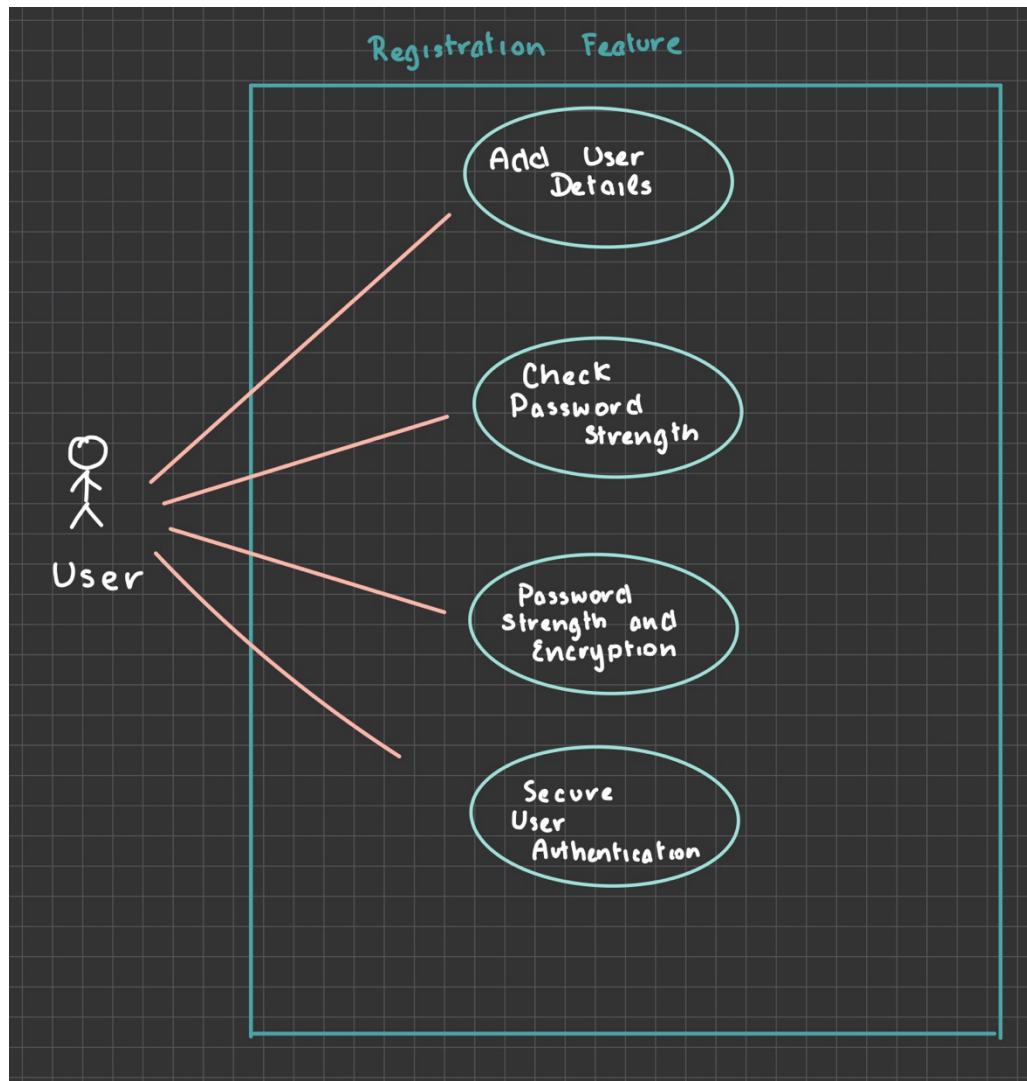 Registration Feature
Add User
Details
Check
Password
Strength
User
Password
Strength and
Encryption
Secure
User
Authentication